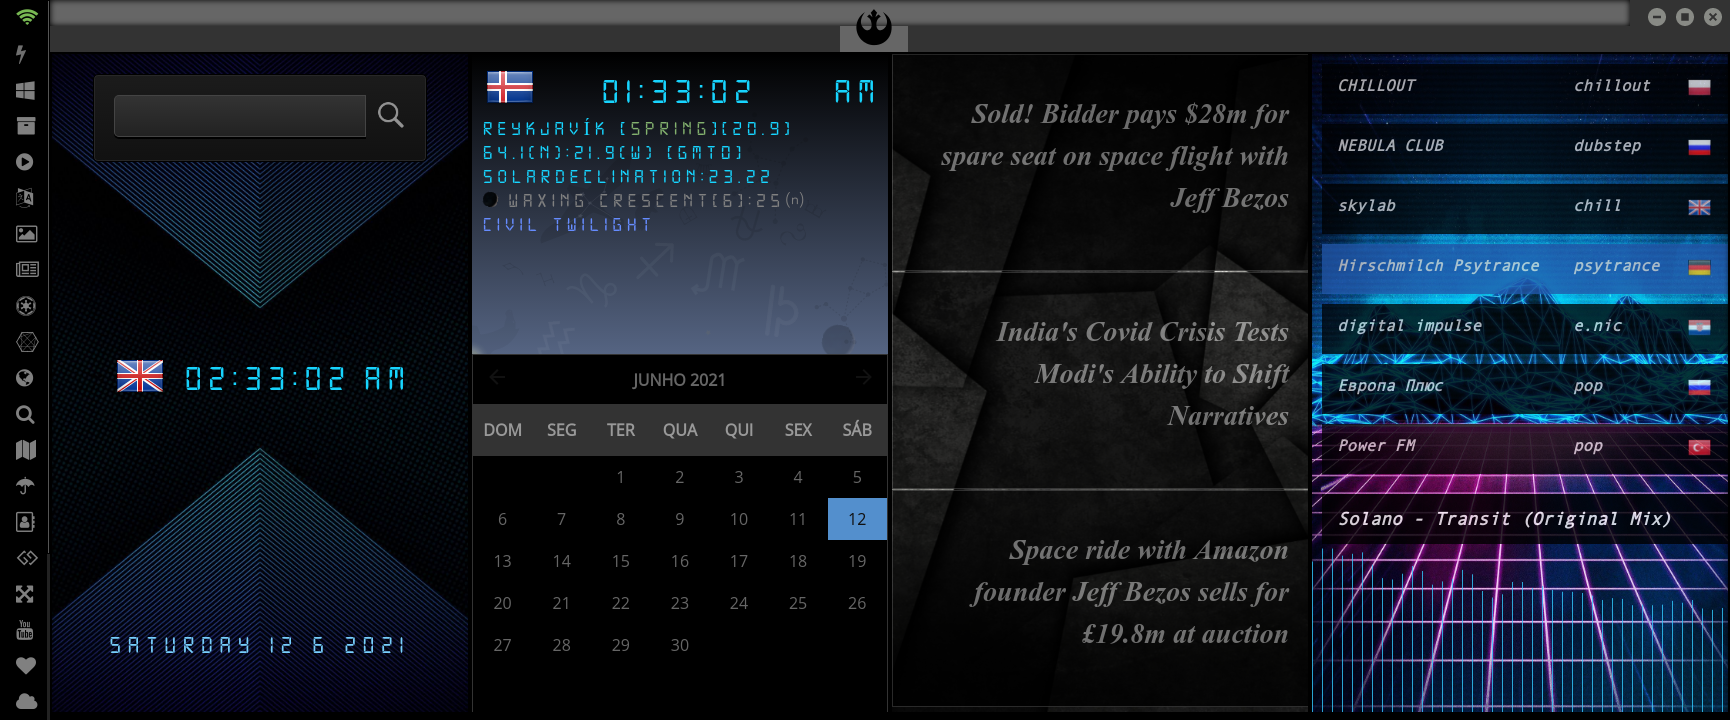 02:33:02 AM
SATURDAY 12 6 2021
01:33:02 AM
REYKJAVÍK [SPRING][20.9]
64.1(N):21.9(W) [GMT0]
SOLARDECLINATION:23.22
WAXING CRESCENT[6]:25(n)
CIVIL TWILIGHT
JUNHO 2021
DOM SEG TER QUA QUI SEX SÁB
1 2 3 4 5
6 7 8 9 10 11 12
13 14 15 16 17 18 19
20 21 22 23 24 25 26
27 28 29 30
Sold! Bidder pays $28m for
spare seat on space flight with
Jeff Bezos
India's Covid Crisis Tests
Modi's Ability to Shift
Narratives
Space ride with Amazon
founder Jeff Bezos sells for
£19.8m at auction
CHILLOUT chillout
NEBULA CLUB dubstep
skylab chill
Hirschmilch Psytrance psytrance
digital impulse e.nic
Европа Плюс pop
Power FM pop
Solano - Transit (Original Mix)
You
Tube